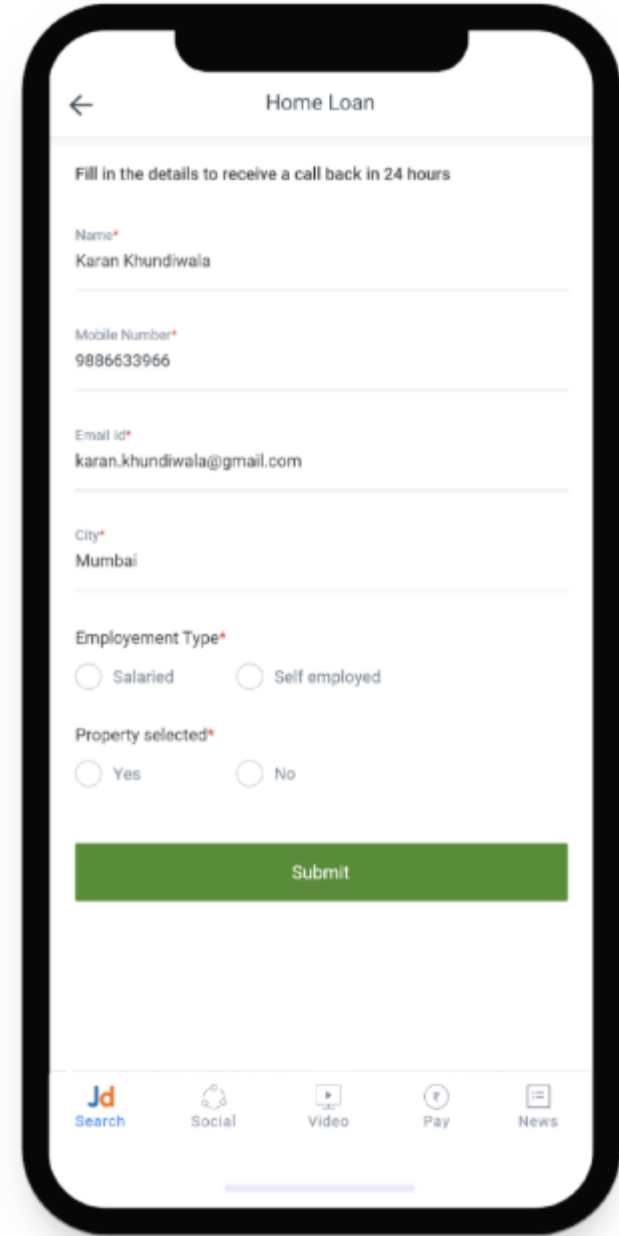 Home Loan
Fill in the details to receive a call back in 24 hours
Name*
Karan Khundiwala
Mobile Number*
9886633966
Email Id*
karan.khundiwala@gmail.com
City*
Mumbai
Employement Type*
Salaried Self employed
Property selected*
Yes No
Submit
Jd
Search Social Video Pay News